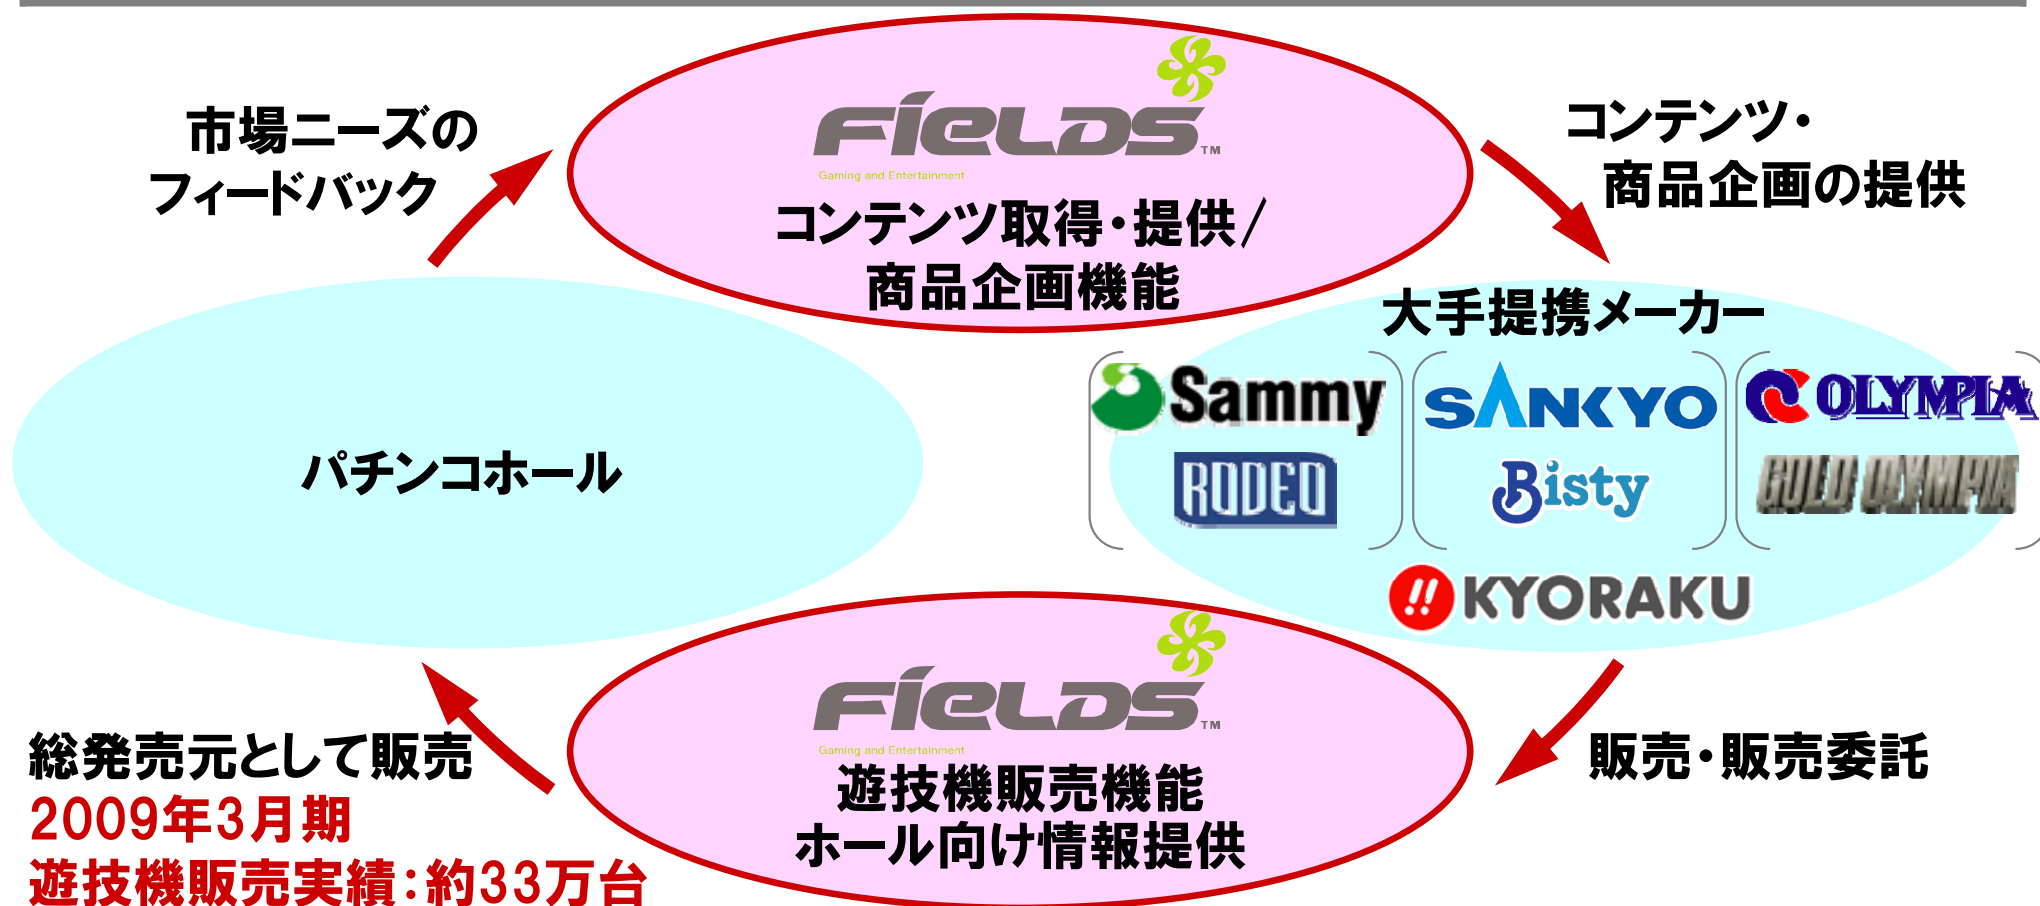 FIELDS™
Gaming and Entertainment
コンテンツ取得・提供/
商品企画機能
市場ニーズの
フィードバック
コンテンツ・
商品企画の提供
大手提携メーカー
Sammy
SANKYO
OLYMPIA
RODEO
Bisty
GOLD OLYMPIA
KYORAKU
パチンコホール
FIELDS™
Gaming and Entertainment
遊技機販売機能
ホール向け情報提供
販売・販売委託
総発売元として販売
2009年3月期
遊技機販売実績：約33万台